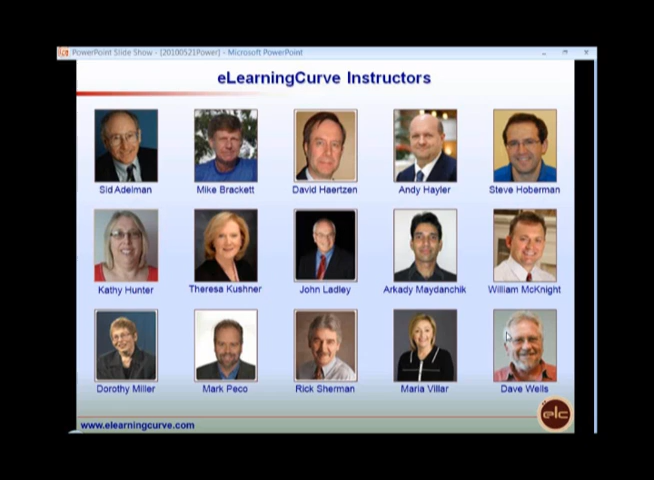 PowerPoint Slide Show - [20100521Power] - Microsoft PowerPoint
eLearningCurve Instructors
Sid Adelman
Mike Brackett
David Haertzen
Andy Hayler
Steve Hoberman
Kathy Hunter
Theresa Kushner
John Ladley
Arkady Maydanchik
William McKnight
Dorothy Miller
Mark Peco
Rick Sherman
Maria Villar
Dave Wells
www.elearningcurve.com
elc